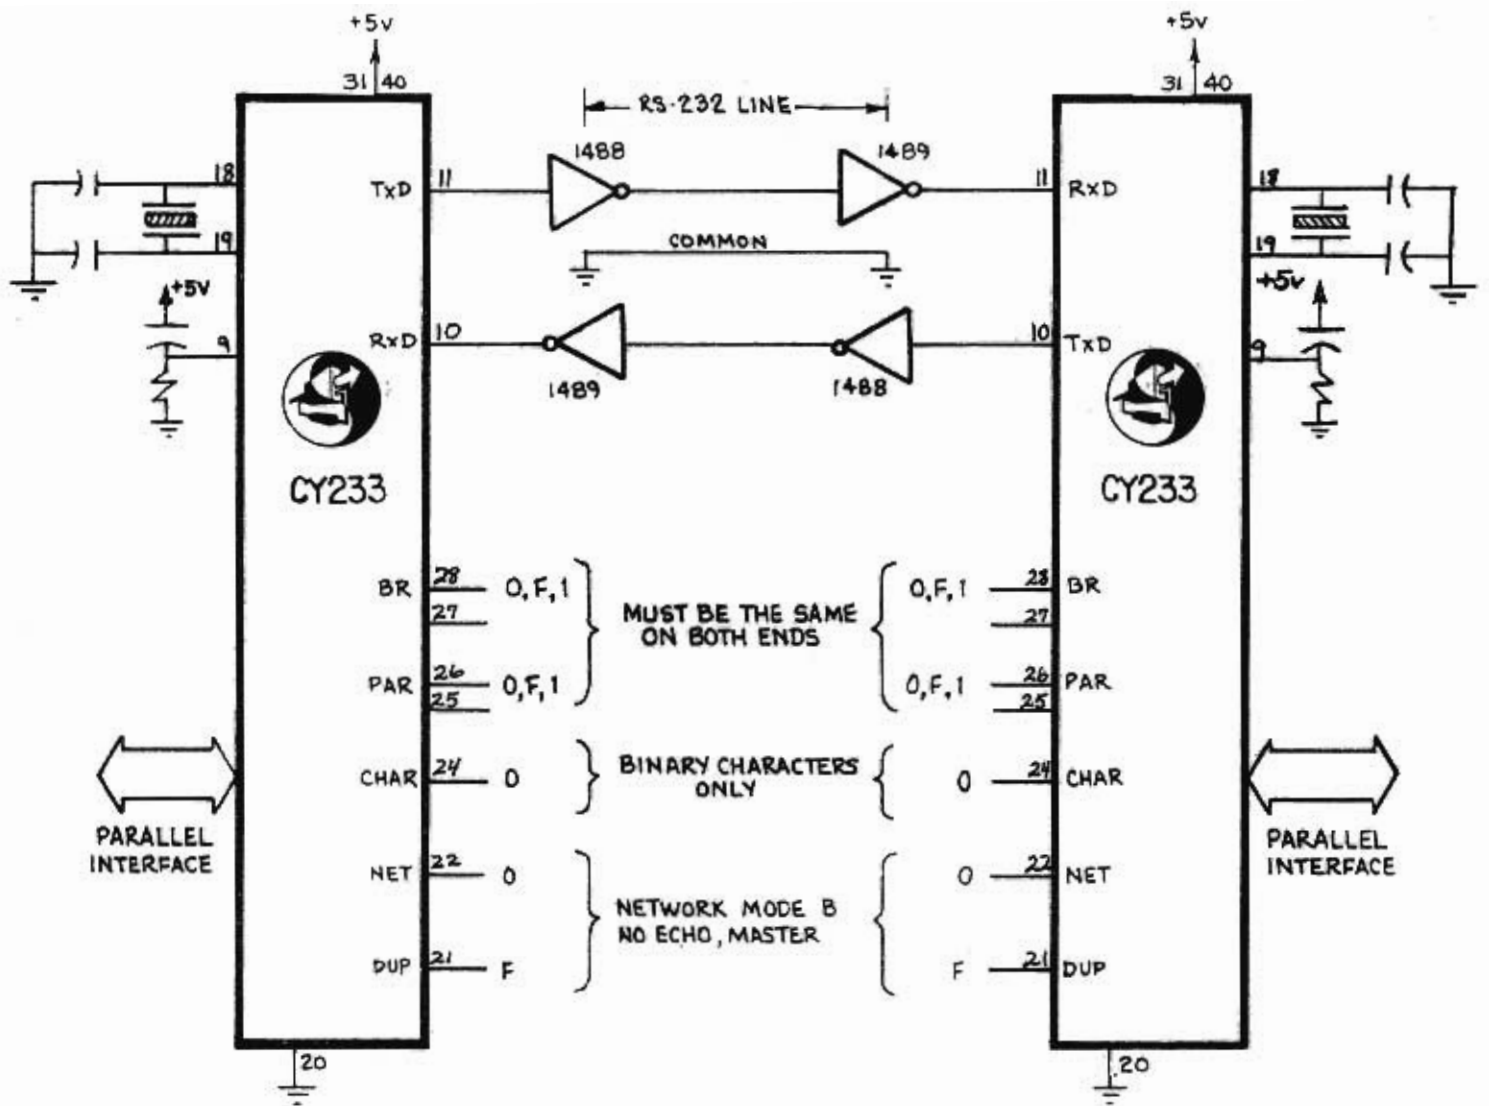 +5v
+5v
31 40
31 40
RS-232 LINE
1488
1489
18
TxD
11
11
RxD
18
19
COMMON
19
+5v
+5v
9
RxD
10
10
TxD
9
1489
1488
CY233
CY233
BR
28
0,F,1
0,F,1
28
BR
27
MUST BE THE SAME
ON BOTH ENDS
27
PAR
26
0,F,1
0,F,1
26
PAR
25
25
CHAR
24
0
BINARY CHARACTERS
ONLY
0
24
CHAR
PARALLEL
INTERFACE
PARALLEL
INTERFACE
NET
22
0
0
22
NET
NETWORK MODE B
NO ECHO, MASTER
DUP
21
F
F
21
DUP
20
20